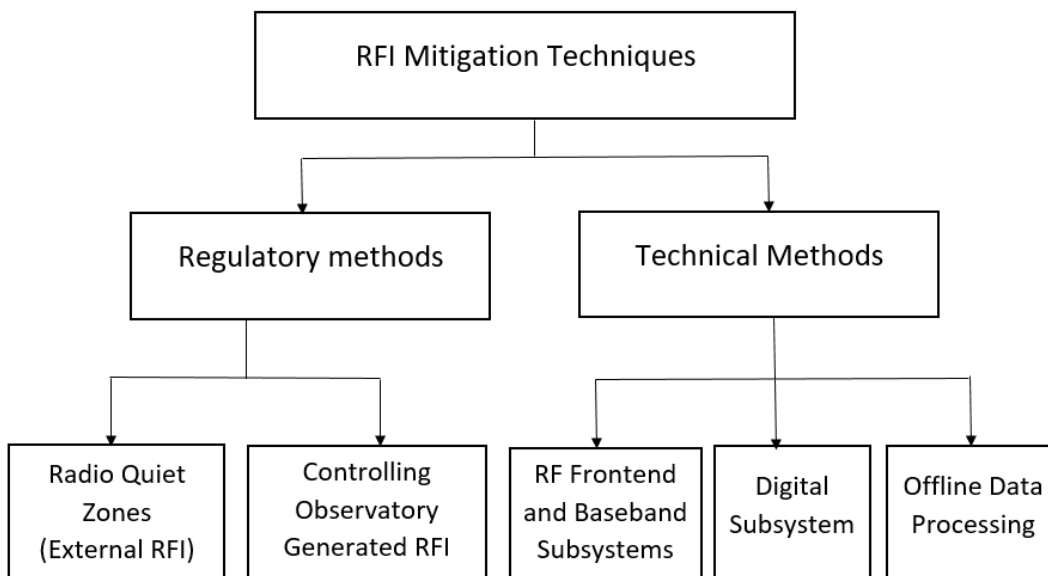 RFI Mitigation Techniques
Regulatory methods
Technical Methods
Radio Quiet
Zones
(External RFI)
Controlling
Observatory
Generated RFI
RF Frontend
and Baseband
Subsystems
Digital
Subsystem
Offline Data
Processing